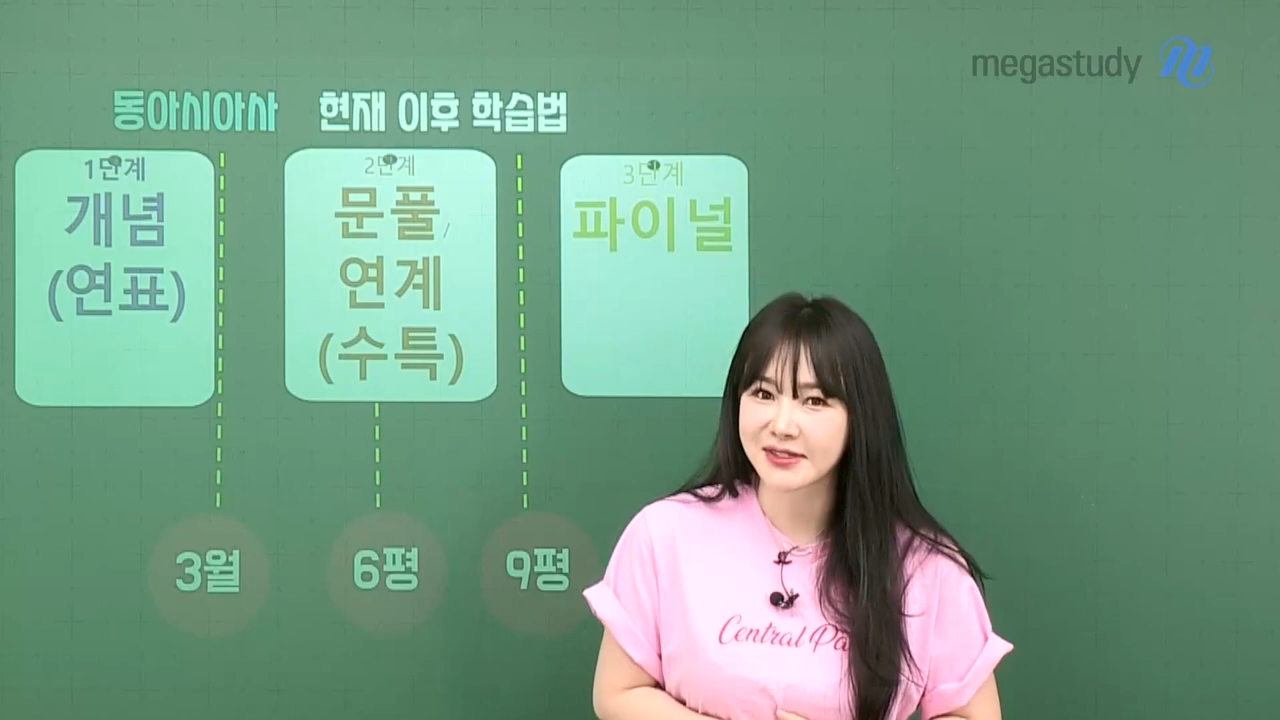 megastudy
동아시아사 현재 이후 학습법
1단계
개념
(연표)
2단계
문풀,
연계
(수특)
3단계
파이널
3월
6평
9평
Central Pa